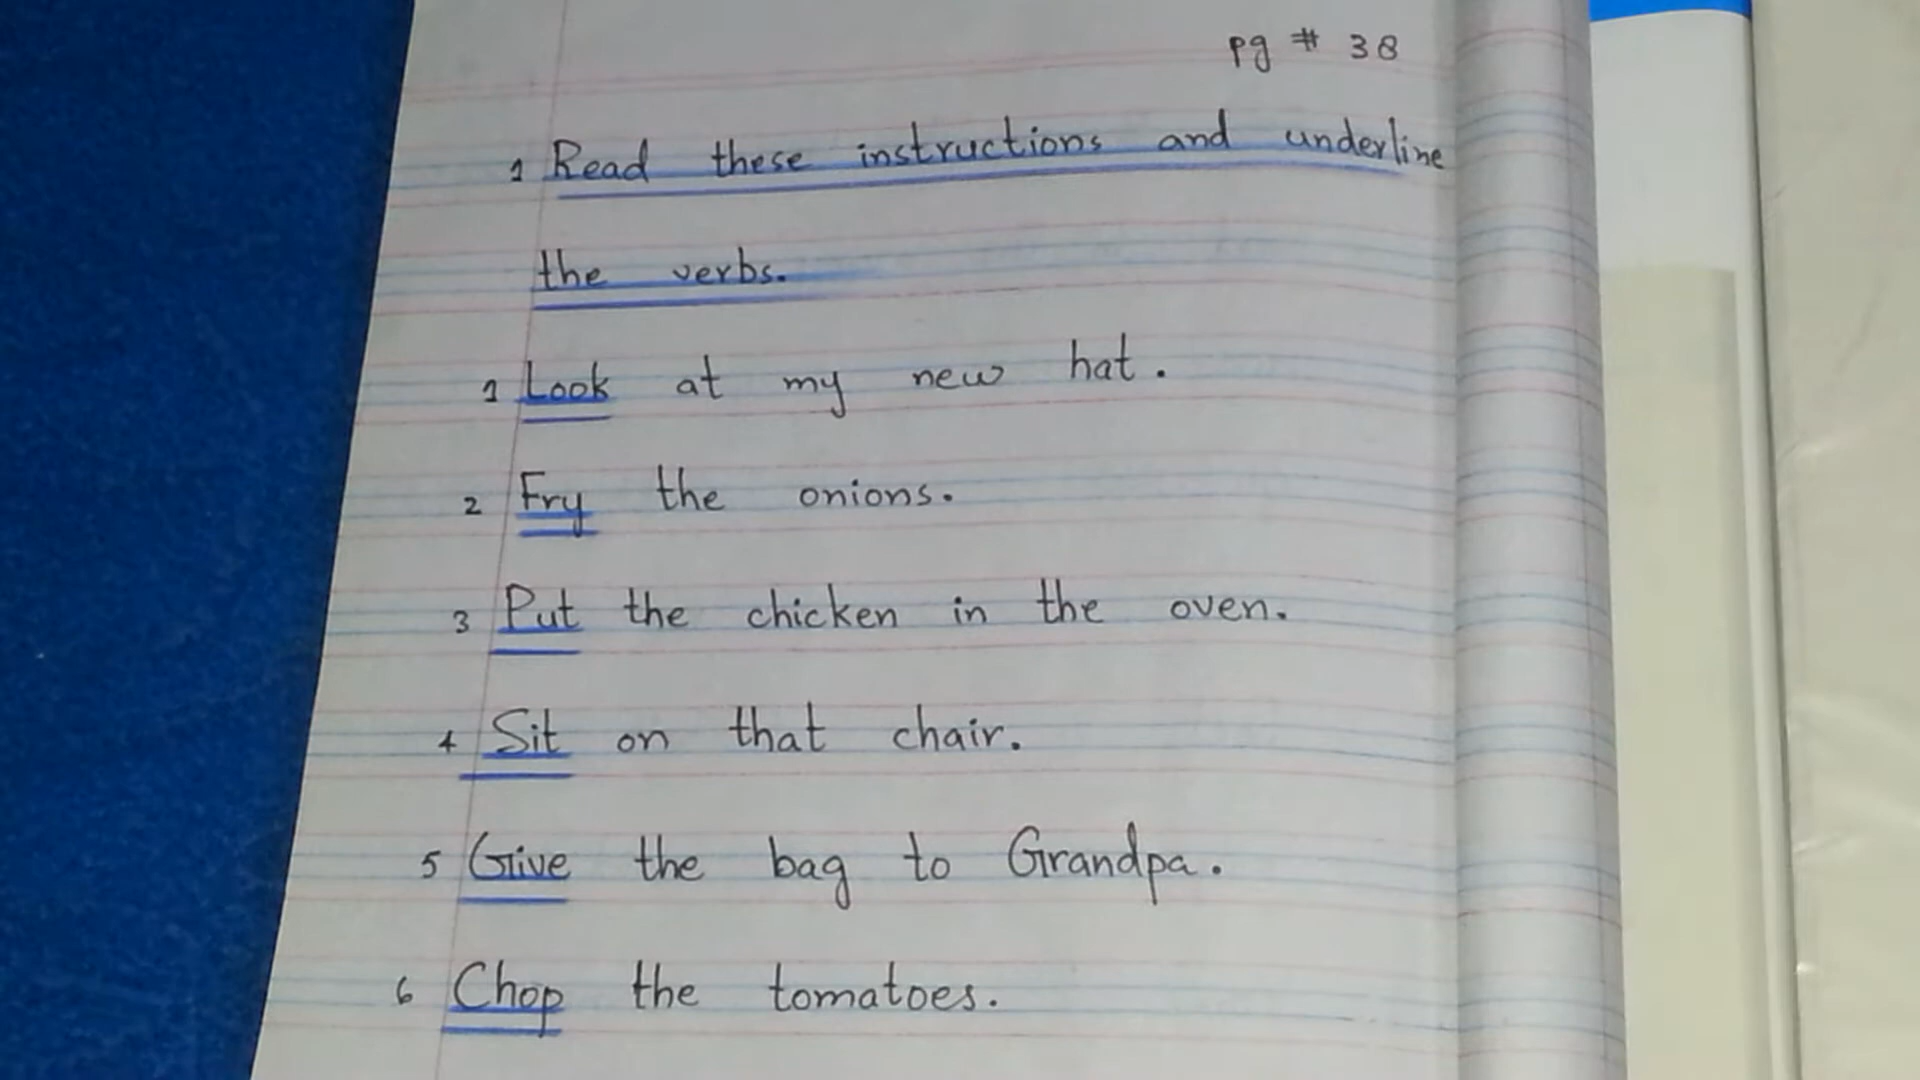 pg # 38
1 Read these instructions and underline
the verbs.
1 Look at my new hat.
2 Fry the onions.
3 Put the chicken in the oven.
4 Sit on that chair.
5 Give the bag to Grandpa.
6 Chop the tomatoes.